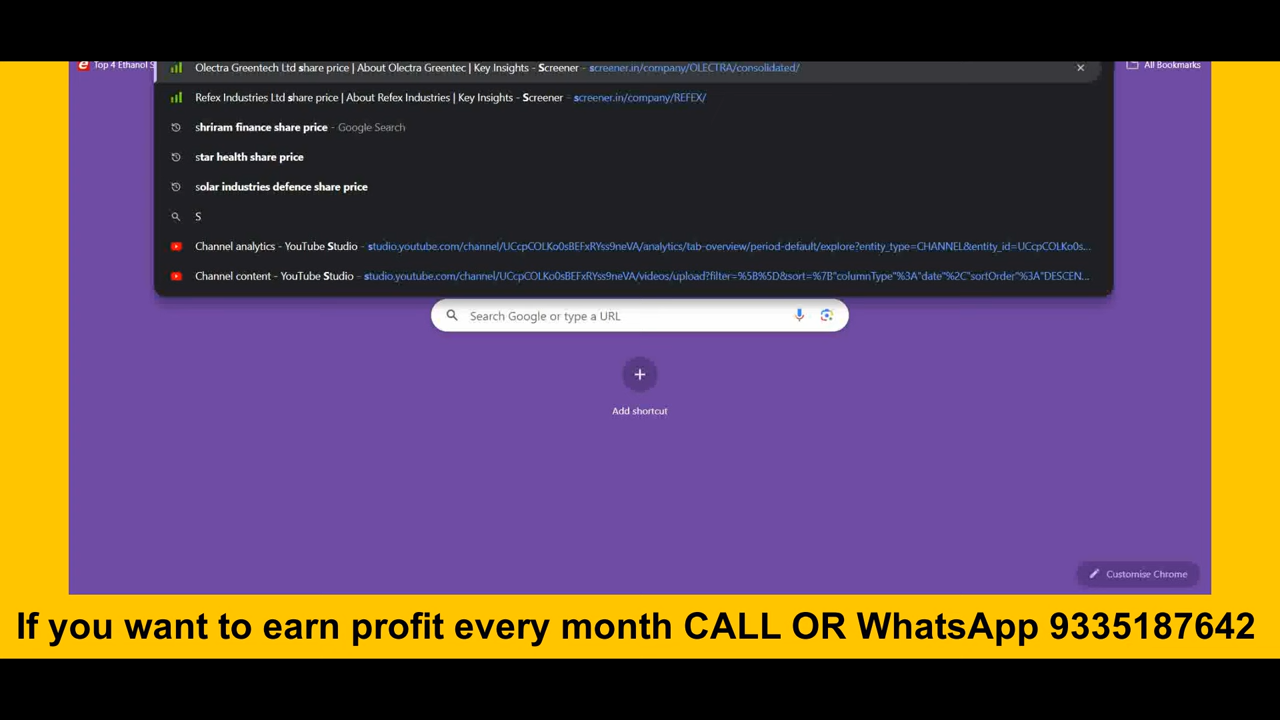 Top 4 Ethanol S
Olectra Greentech Ltd share price | About Olectra Greentec | Key Insights - Screener - screener.in/company/OLECTRA/consolidated/
All Bookmarks
Refex Industries Ltd share price | About Refex Industries | Key Insights - Screener - screener.in/company/REFEX/
shriram finance share price - Google Search
star health share price
solar industries defence share price
S
Channel analytics - YouTube Studio - studio.youtube.com/channel/UCcpCOLKo0sBEFxRYss9neVA/analytics/tab-overview/period-default/explore?entity_type=CHANNEL&entity_id=UCcpCOLKo0s...
Channel content - YouTube Studio - studio.youtube.com/channel/UCcpCOLKo0sBEFxRYss9neVA/videos/upload?filter=%5B%5D&sort=%7B"columnType"%3A"date"%2C"sortOrder"%3A"DESCEN...
Search Google or type a URL
Add shortcut
Customise Chrome
If you want to earn profit every month CALL OR WhatsApp 9335187642